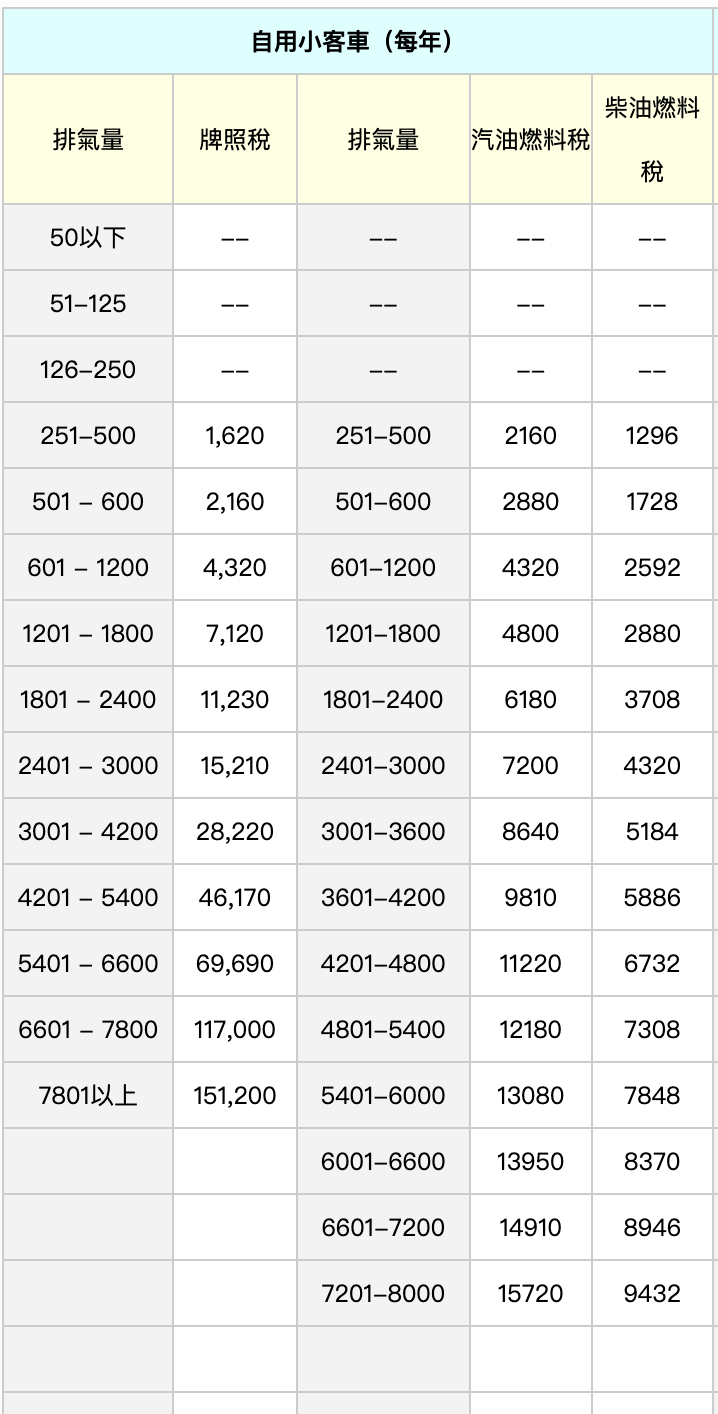 自用小客車（每年）
排氣量 牌照稅 排氣量 汽油燃料稅 柴油燃料稅
50以下 –– –– –– ––
51–125 –– –– –– ––
126–250 –– –– –– ––
251–500 1,620 251–500 2160 1296
501 – 600 2,160 501–600 2880 1728
601 – 1200 4,320 601–1200 4320 2592
1201 – 1800 7,120 1201–1800 4800 2880
1801 – 2400 11,230 1801–2400 6180 3708
2401 – 3000 15,210 2401–3000 7200 4320
3001 – 4200 28,220 3001–3600 8640 5184
4201 – 5400 46,170 3601–4200 9810 5886
5401 – 6600 69,690 4201–4800 11220 6732
6601 – 7800 117,000 4801–5400 12180 7308
7801以上 151,200 5401–6000 13080 7848
6001–6600 13950 8370
6601–7200 14910 8946
7201–8000 15720 9432